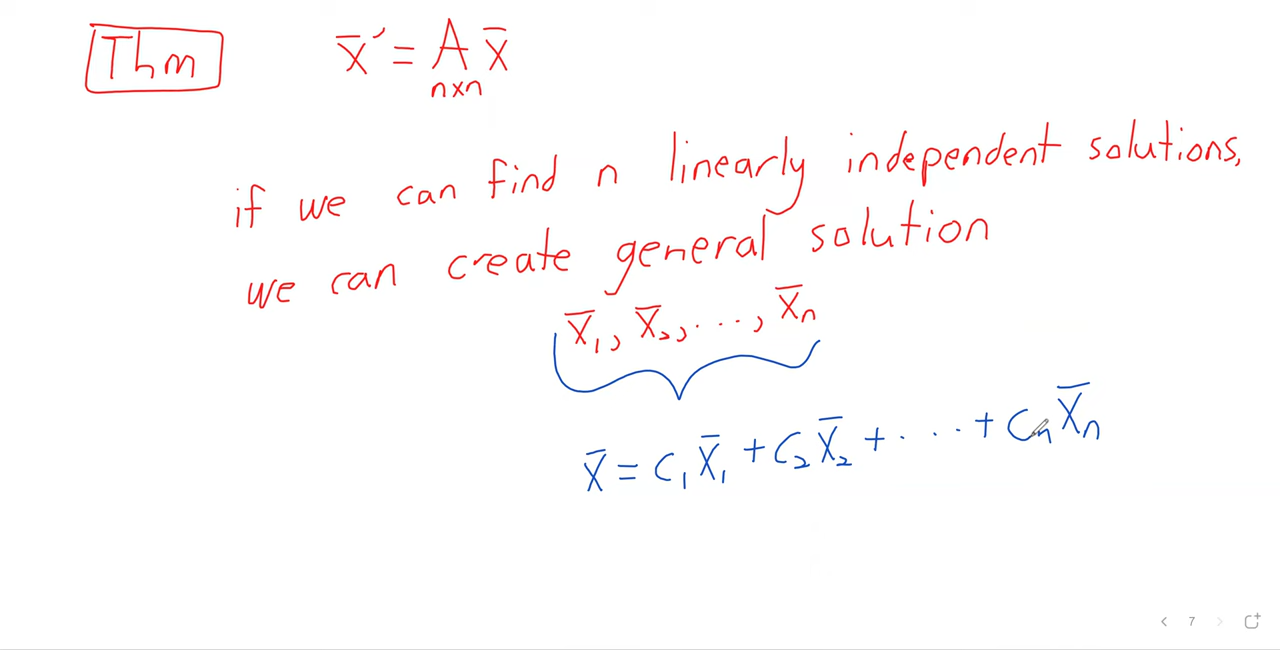 Thm
x̄' = A x̄
n×n
if we can find n linearly independent solutions,
we can create general solution
x̄₁, x̄₂, ..., x̄n
x̄ = c₁x̄₁ + c₂x̄₂ + ... + cnx̄n
7